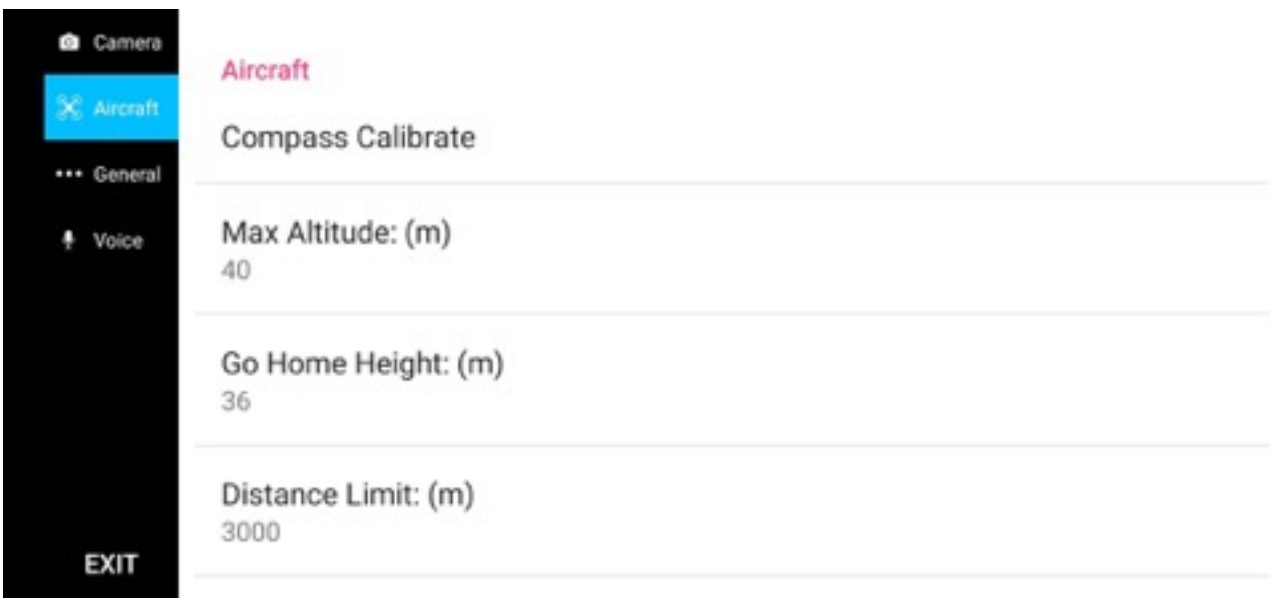 Camera
Aircraft
General
Voice
EXIT
Aircraft
Compass Calibrate
Max Altitude: (m)
40
Go Home Height: (m)
36
Distance Limit: (m)
3000